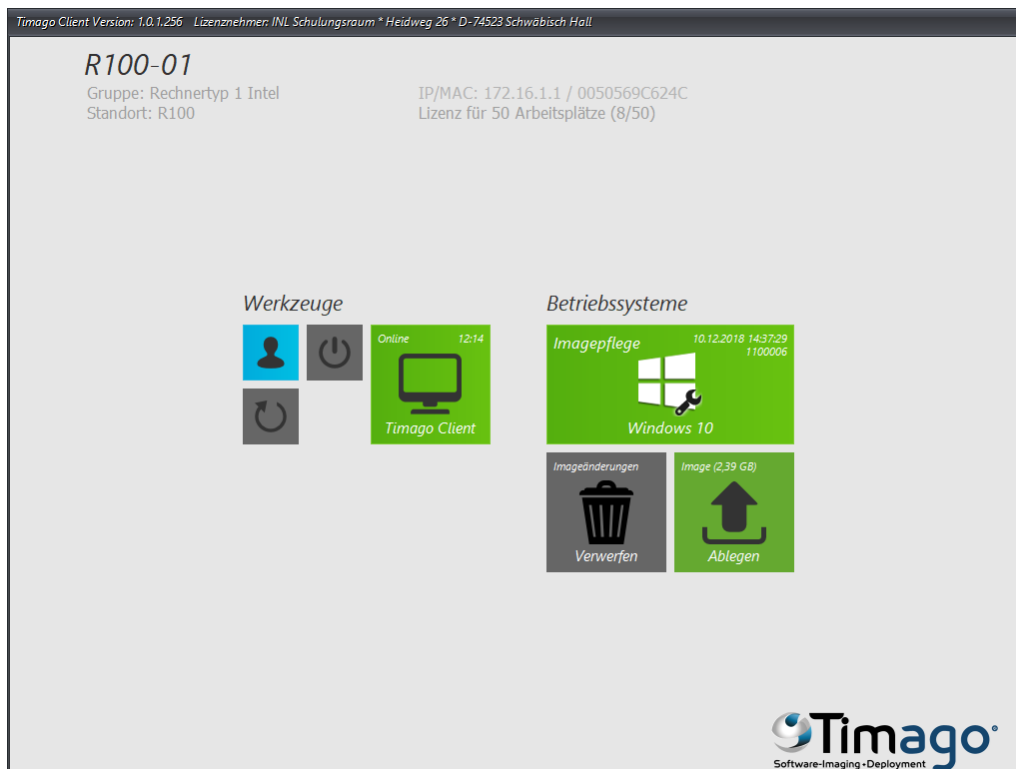 Timago Client Version: 1.0.1.256 Lizenznehmer: INL Schulungsraum * Heidweg 26 * D-74523 Schwäbisch Hall
R100-01
Gruppe: Rechnertyp 1 Intel
Standort: R100
IP/MAC: 172.16.1.1 / 0050569C624C
Lizenz für 50 Arbeitsplätze (8/50)
Werkzeuge
Online 12:14
Timago Client
Betriebssysteme
Imagepflege 10.12.2018 14:37:29
1100006
Windows 10
Imageänderungen
Verwerfen
Image (2,39 GB)
Ablegen
Timago
Software-Imaging + Deployment